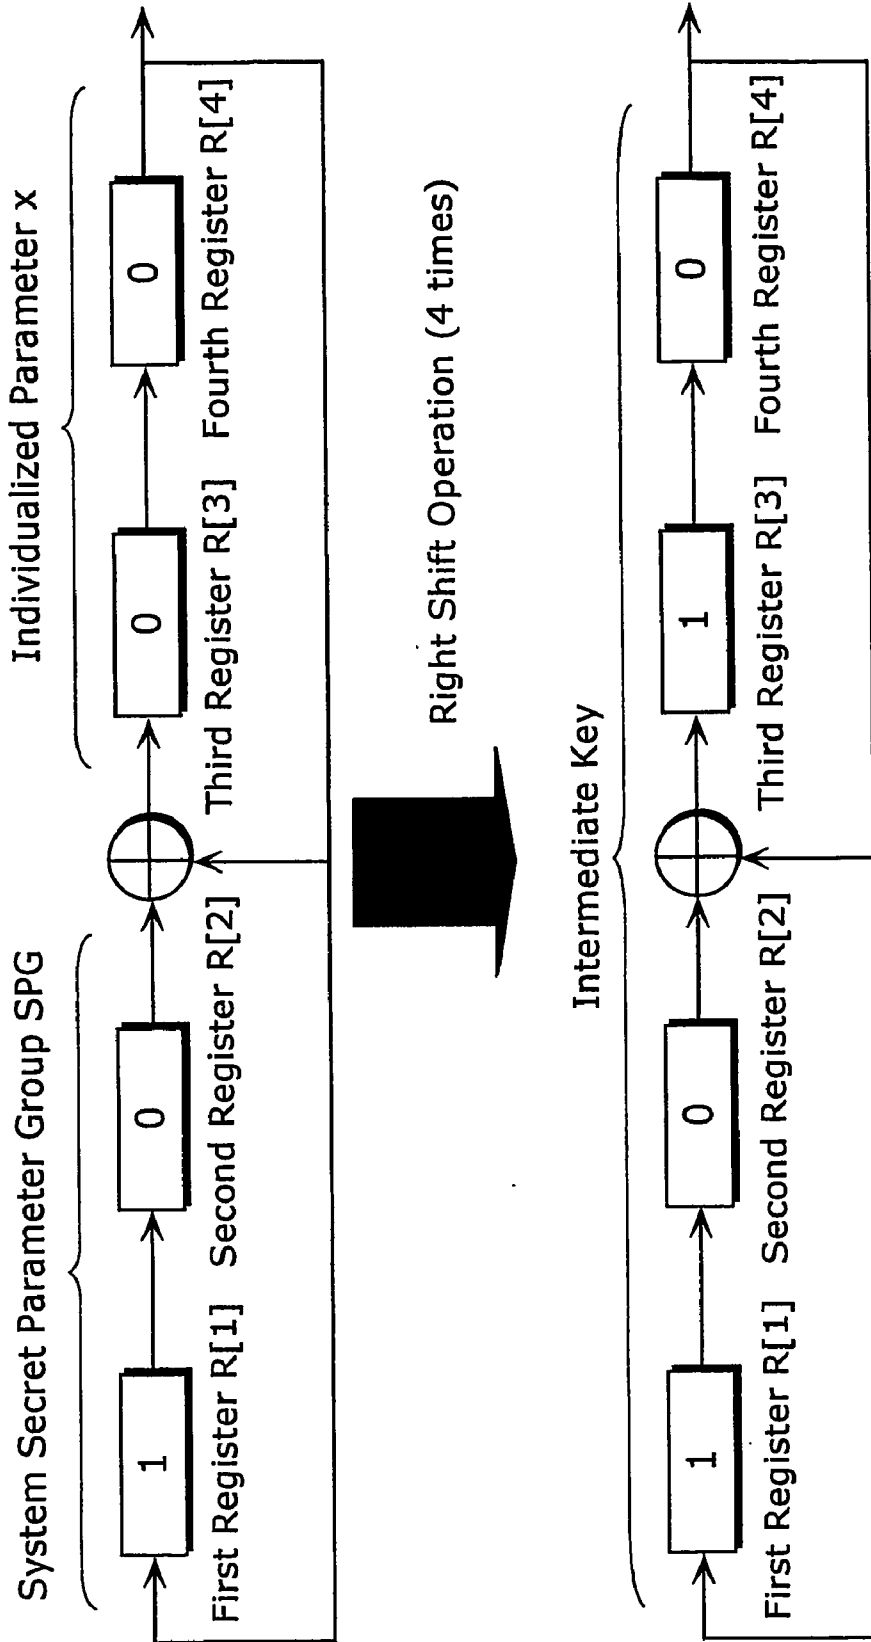 System Secret Parameter Group SPG
Individualized Parameter x
1
0
0
0
First Register R[1]
Second Register R[2]
Third Register R[3]
Fourth Register R[4]
Right Shift Operation (4 times)
Intermediate Key
1
0
1
0
First Register R[1]
Second Register R[2]
Third Register R[3]
Fourth Register R[4]